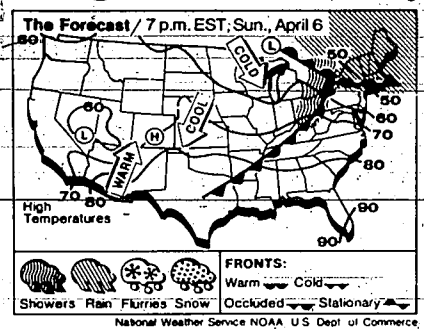 The Forecast / 7 p.m. EST; Sun., April 6
60
L
COLD
50
50
60
70
80
60
L
H
COOL
WARM
70 80
90
90
High
Temperatures
Showers Rain Flurries Snow
FRONTS:
Warm Cold
Occluded Stationary
National Weather Service NOAA U S Dept of Commerce